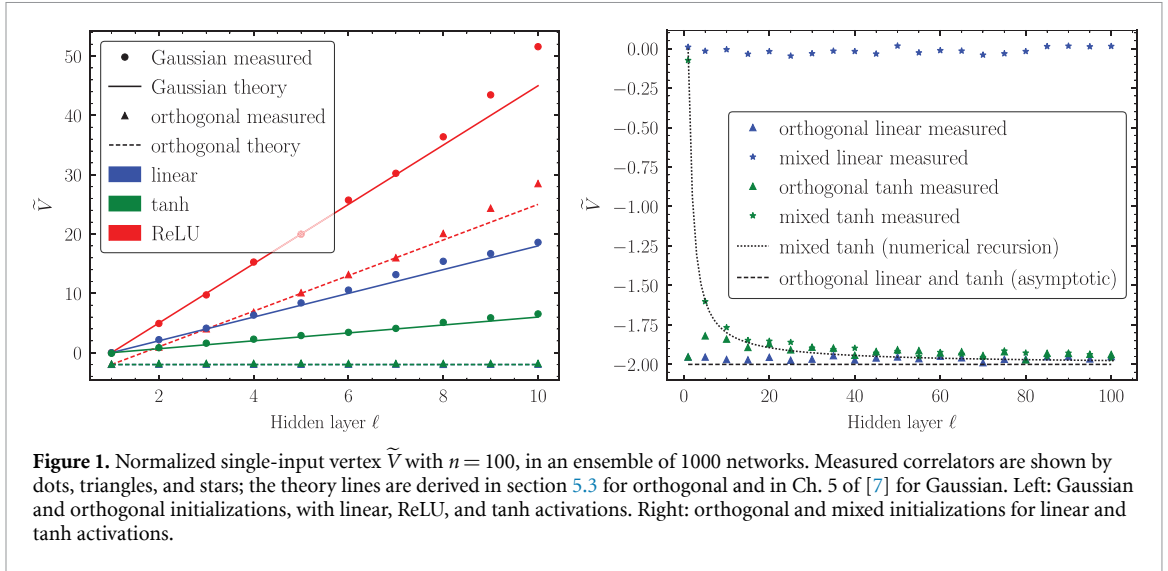 50
40
30
20
10
0
Ṽ
2
4
6
8
10
Hidden layer ℓ
Gaussian measured
Gaussian theory
orthogonal measured
orthogonal theory
linear
tanh
ReLU
0.00
−0.25
−0.50
−0.75
−1.00
−1.25
−1.50
−1.75
−2.00
Ṽ
0
20
40
60
80
100
Hidden layer ℓ
orthogonal linear measured
mixed linear measured
orthogonal tanh measured
mixed tanh measured
mixed tanh (numerical recursion)
orthogonal linear and tanh (asymptotic)
Figure 1. Normalized single-input vertex Ṽ with n = 100, in an ensemble of 1000 networks. Measured correlators are shown by
dots, triangles, and stars; the theory lines are derived in section 5.3 for orthogonal and in Ch. 5 of [7] for Gaussian. Left: Gaussian
and orthogonal initializations, with linear, ReLU, and tanh activations. Right: orthogonal and mixed initializations for linear and
tanh activations.